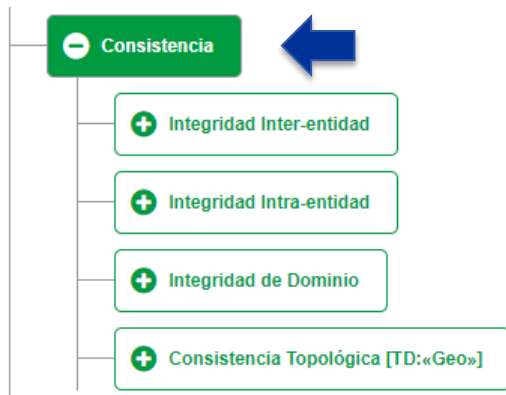 Consistencia
Integridad Inter-entidad
Integridad Intra-entidad
Integridad de Dominio
Consistencia Topológica [TD:«Geo»]